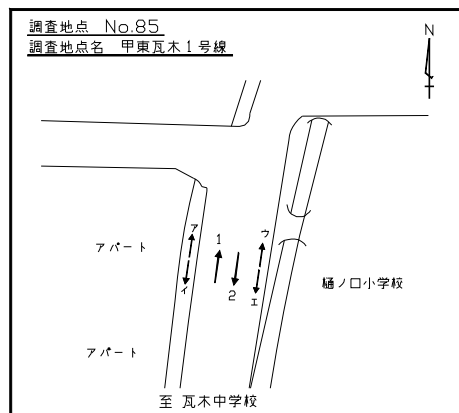 調査地点 No.85
調査地点名 甲東瓦木1号線
N
ア
1
ウ
アパート
イ
2
エ
樋ノ口小学校
アパート
至 瓦木中学校